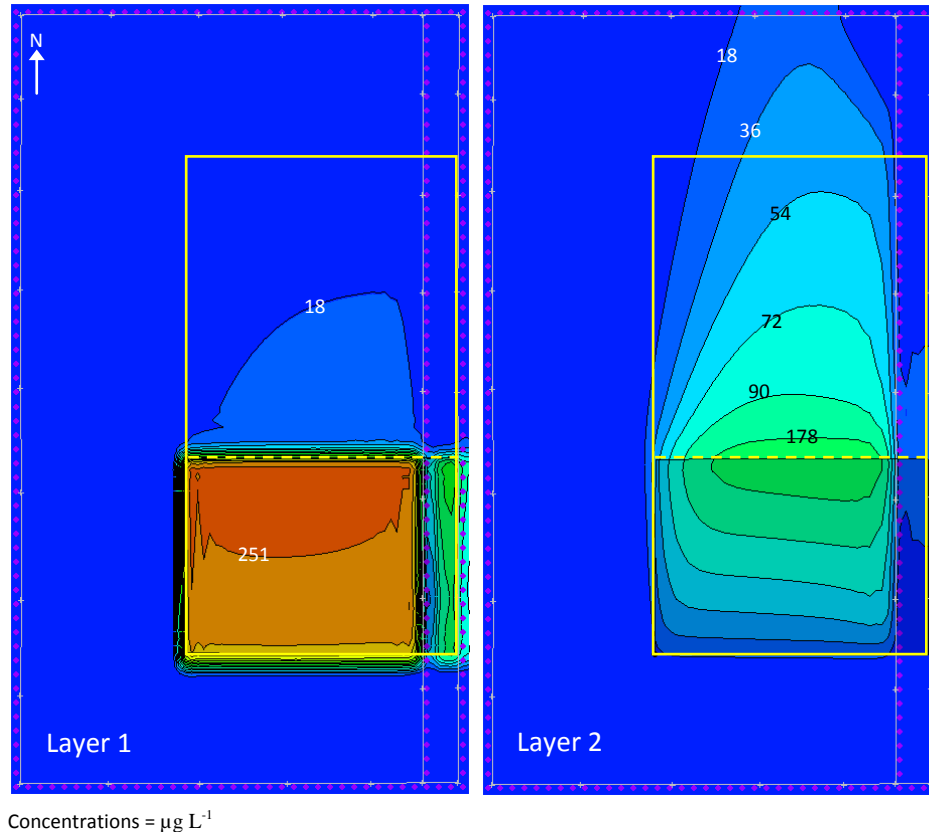 N
18
251
Layer 1
18
36
54
72
90
178
Layer 2
Concentrations = µg L⁻¹